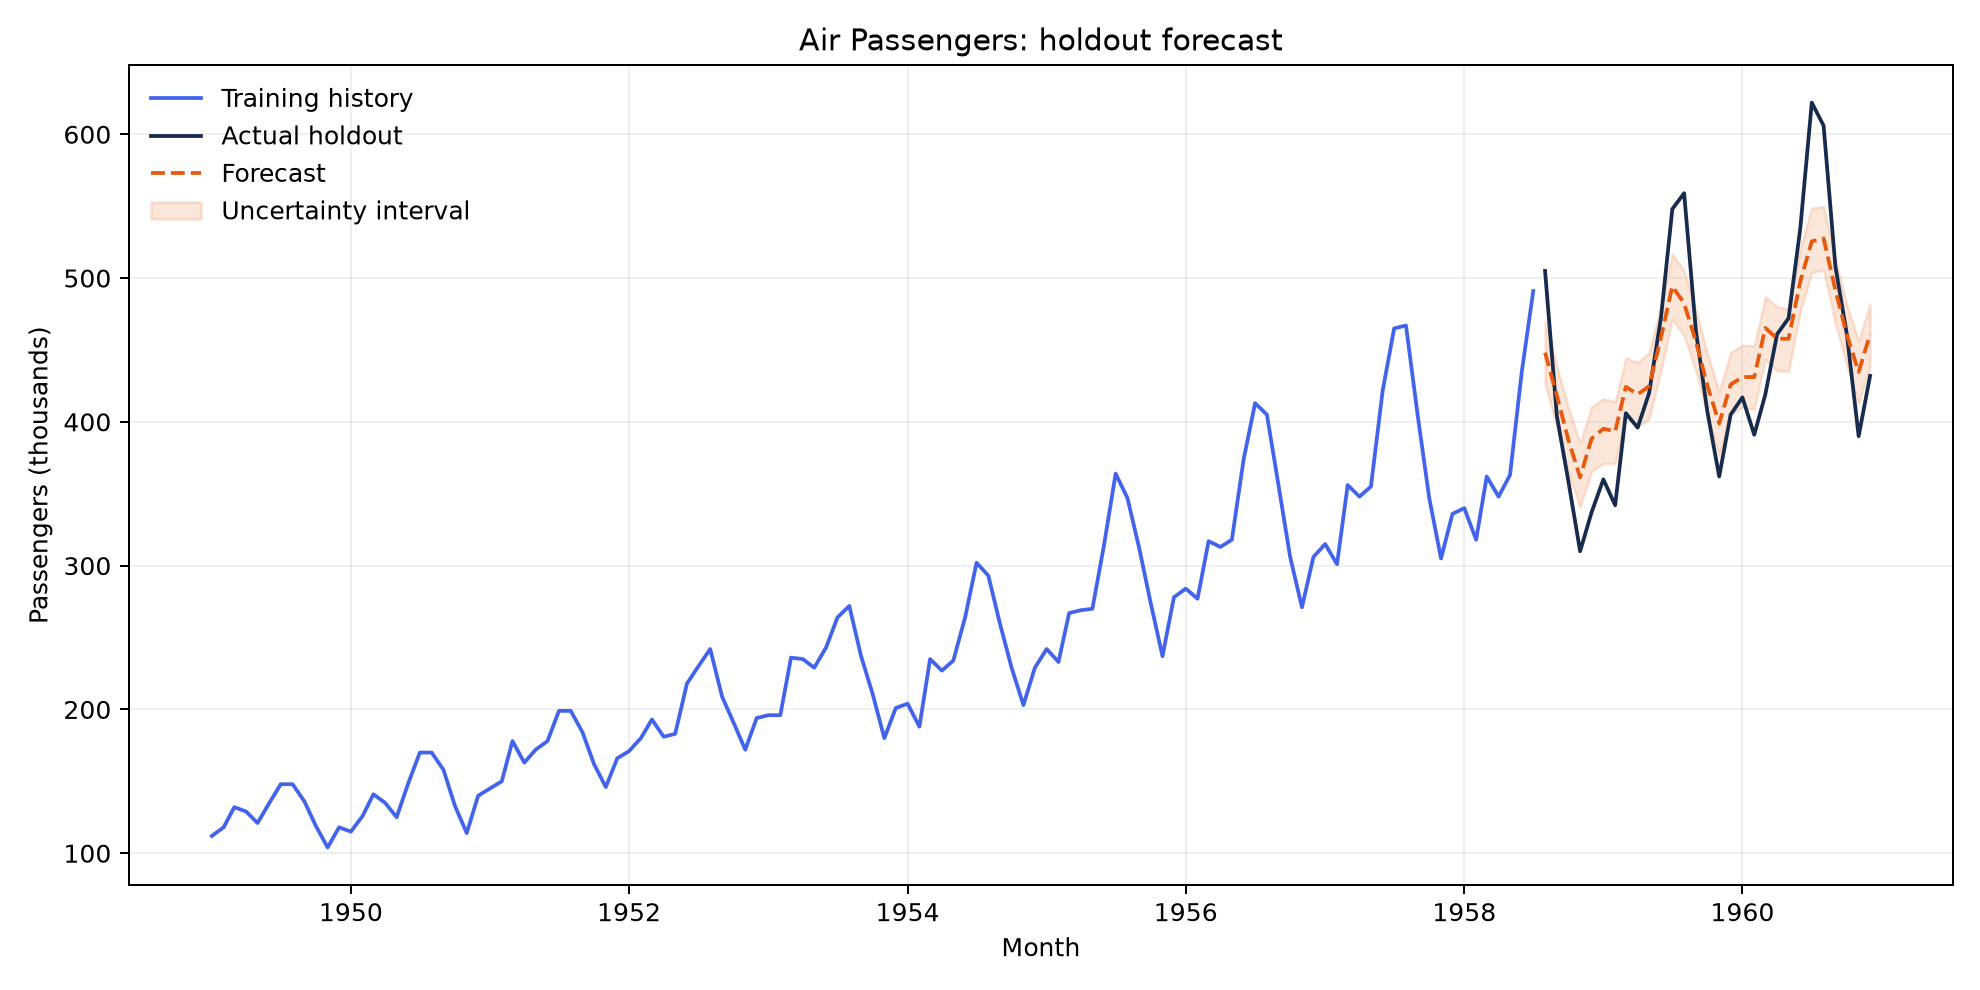 Air Passengers: holdout forecast
Training history
Actual holdout
Forecast
Uncertainty interval
Passengers (thousands)
600
500
400
300
200
100
1950 1952 1954 1956 1958 1960
Month